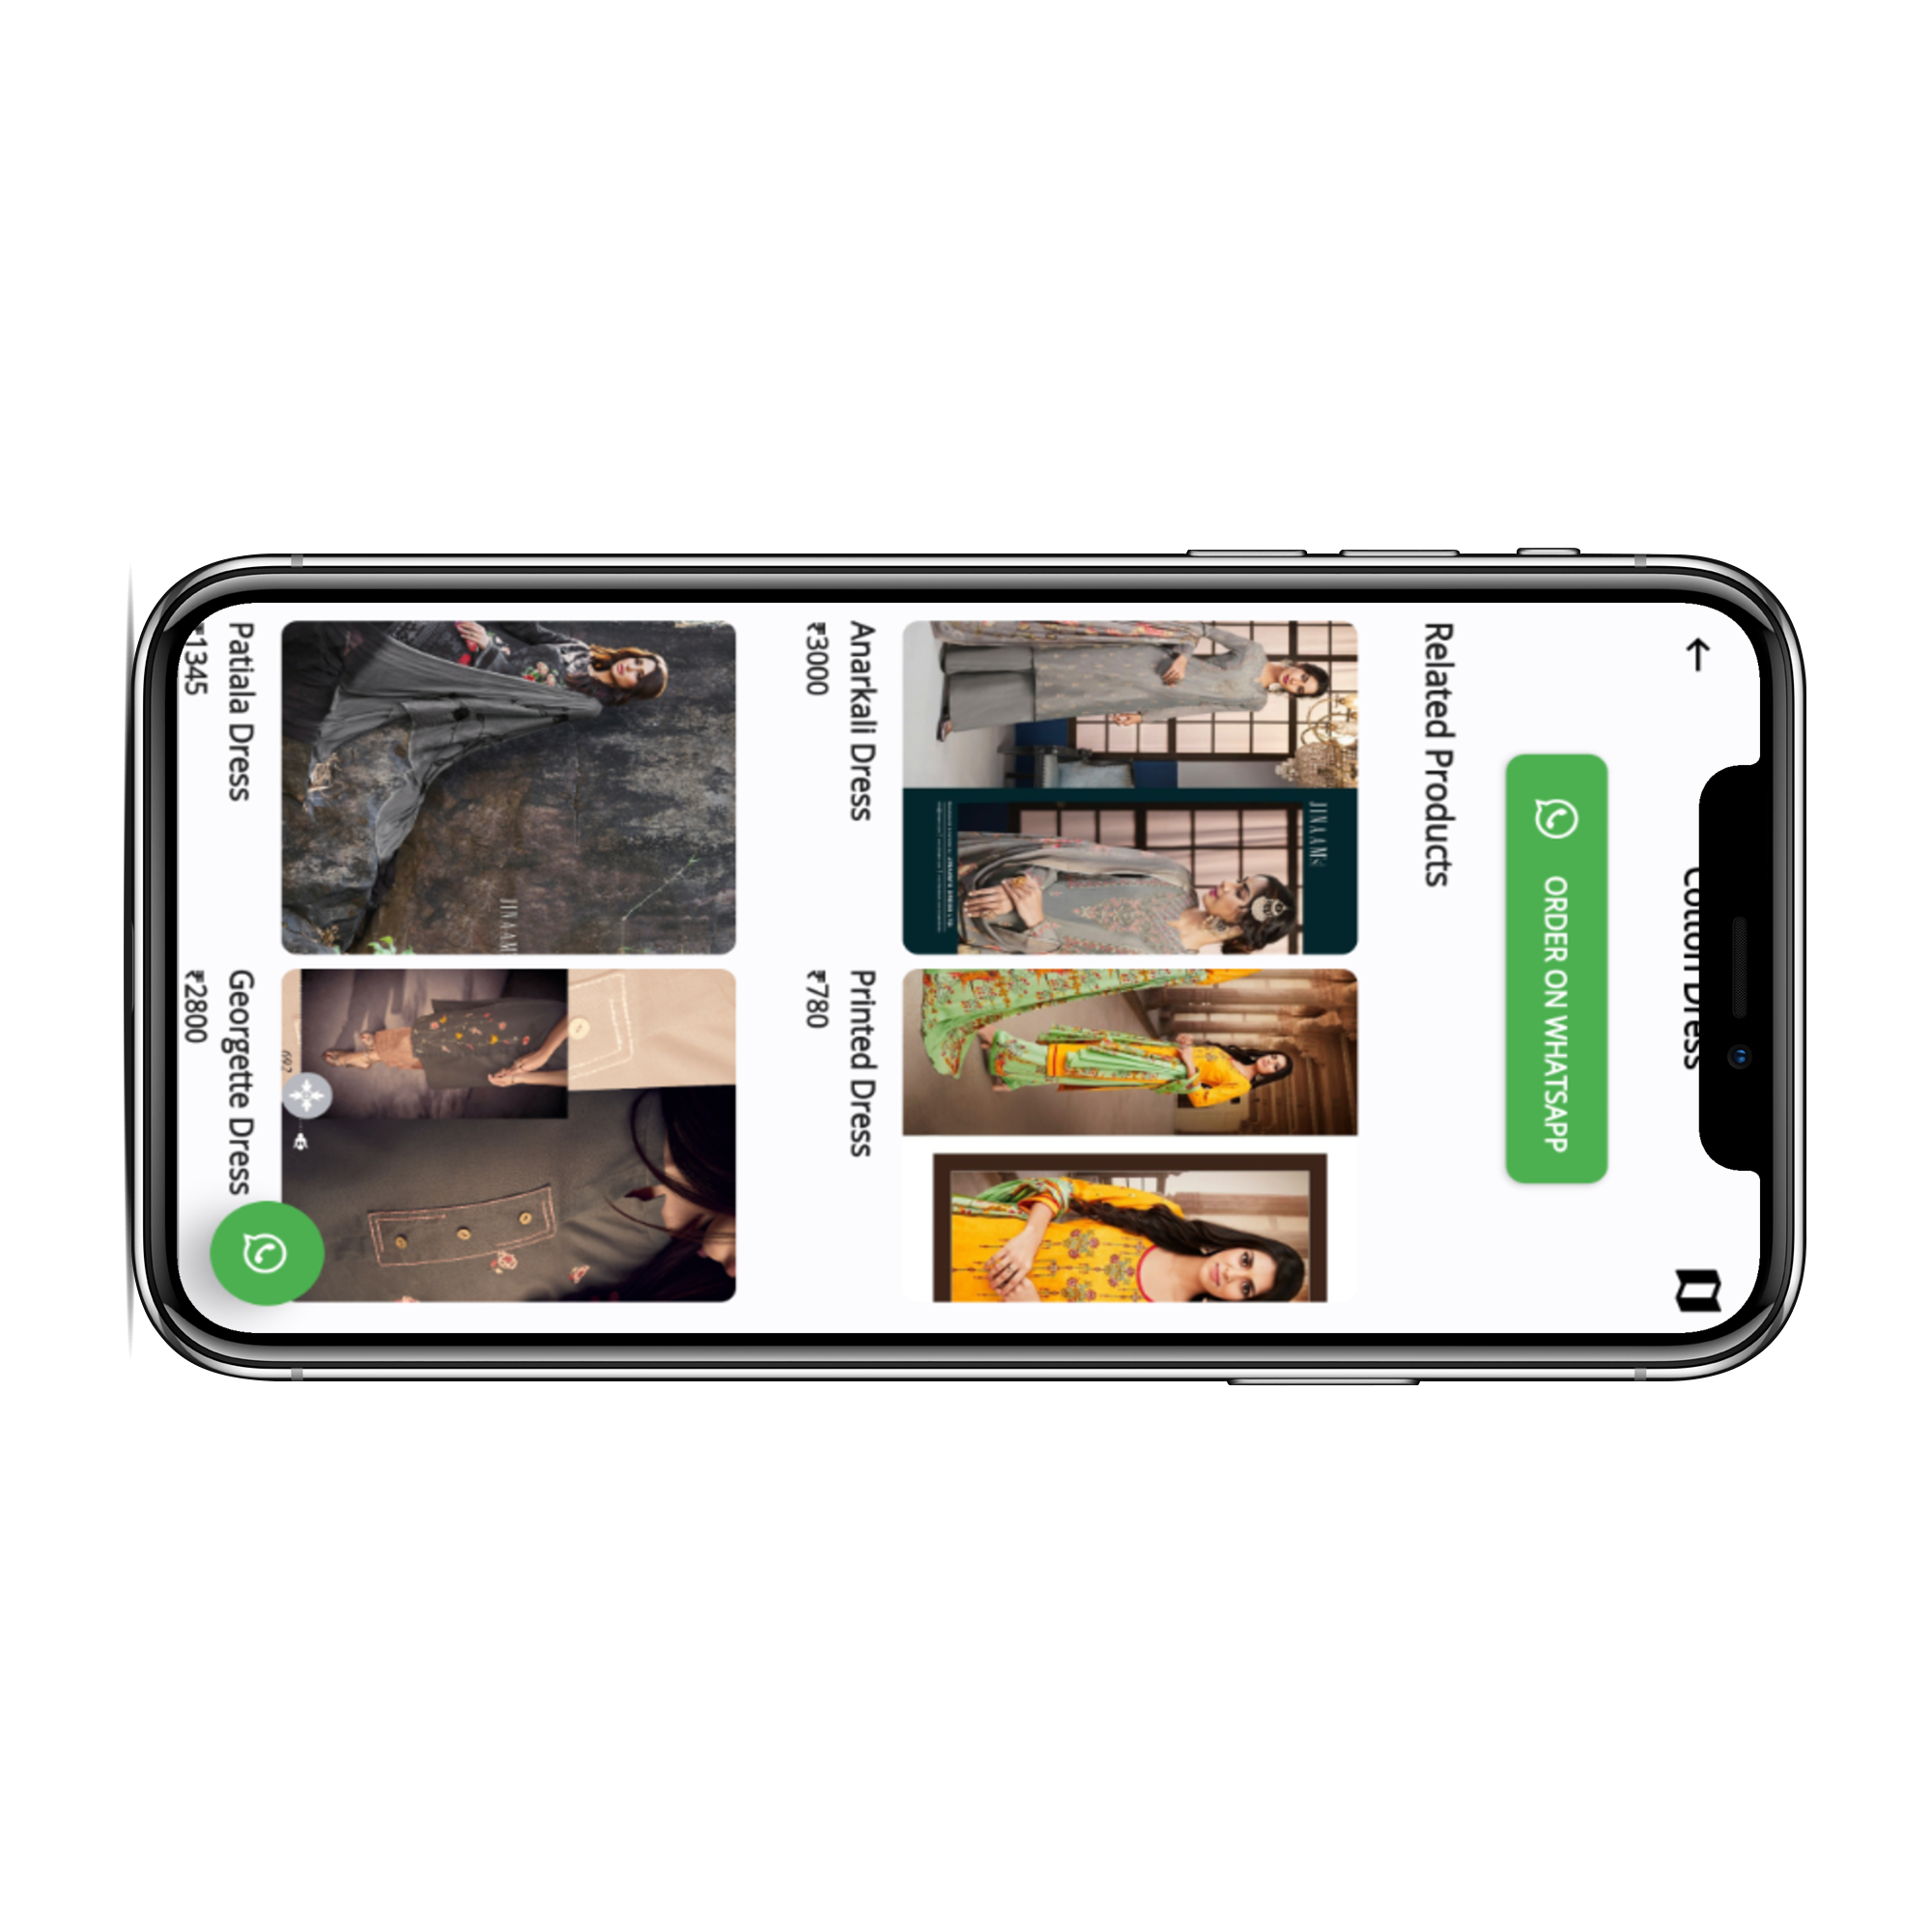 Cotton Dress
ORDER ON WHATSAPP
Related Products
JINAAM
Anarkali Dress
Printed Dress
₹3000
₹780
JINAAM
692
Patiala Dress
Georgette Dress
₹1345
₹2800